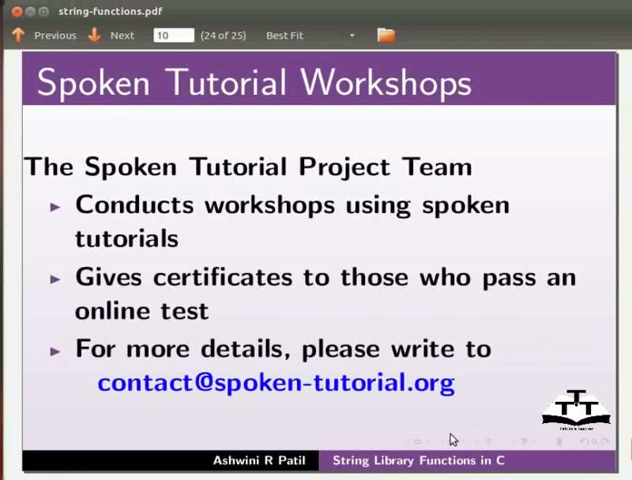 string-functions.pdf
Previous Next 10 (24 of 25) Best Fit
Spoken Tutorial Workshops
The Spoken Tutorial Project Team
Conducts workshops using spoken
tutorials
Gives certificates to those who pass an
online test
For more details, please write to
contact@spoken-tutorial.org
Ashwini R Patil String Library Functions in C